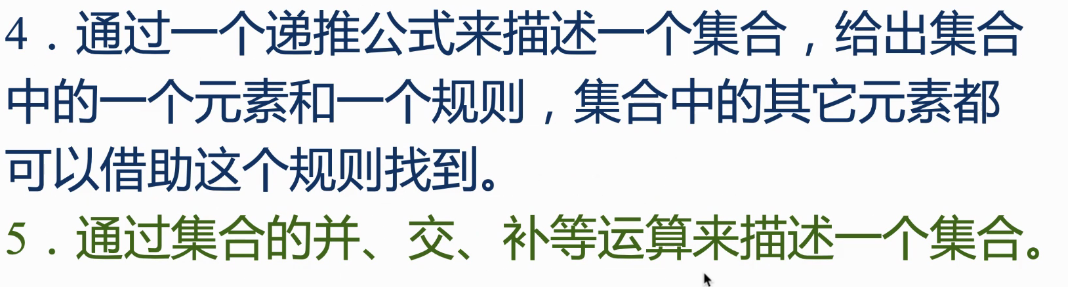 4．通过一个递推公式来描述一个集合，给出集合
中的一个元素和一个规则，集合中的其它元素都
可以借助这个规则找到。
5．通过集合的并、交、补等运算来描述一个集合。